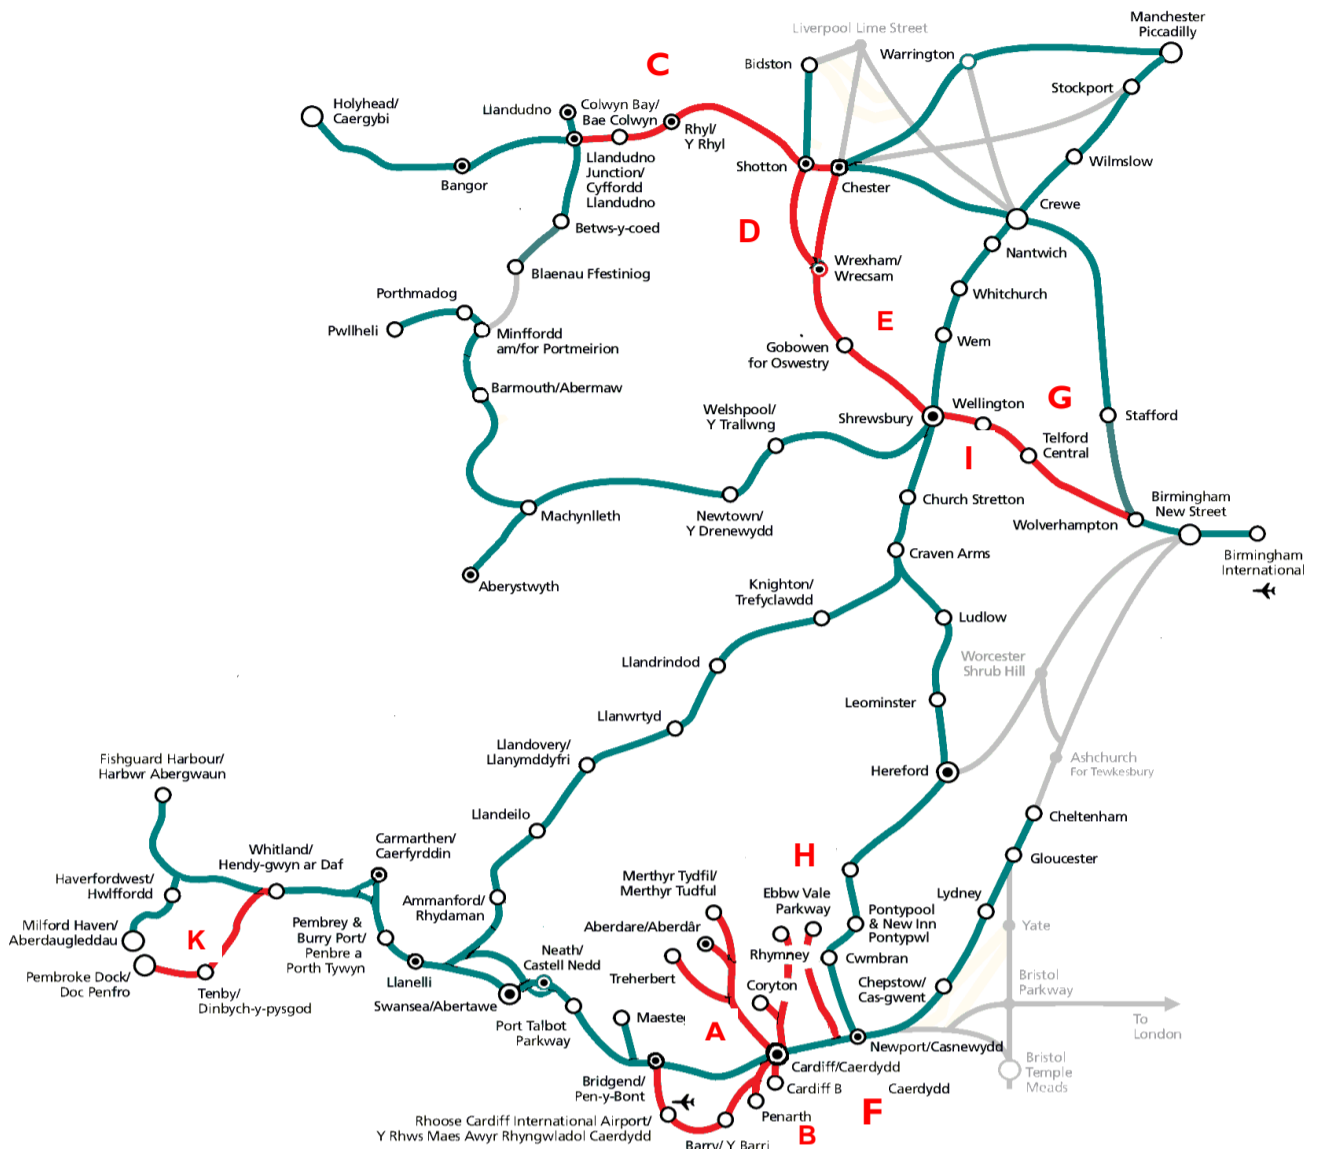 Manchester
Piccadilly
Liverpool Lime Street
Warrington
Bidston
C
Stockport
Holyhead/
Caergybi
Llandudno
Colwyn Bay/
Bae Colwyn
Rhyl/
Y Rhyl
Wilmslow
Shotton
Llandudno
Junction/
Cyffordd
Llandudno
Bangor
Chester
Crewe
Betws-y-coed
D
Nantwich
Wrexham/
Wrecsam
Blaenau Ffestiniog
Porthmadog
Whitchurch
Pwllheli
Minffordd
am/for Portmeirion
E
Gobowen
for Oswestry
Wem
Barmouth/Abermaw
Welshpool/
Y Trallwng
Shrewsbury
Wellington
G
Stafford
Telford
Central
I
Church Stretton
Birmingham
New Street
Machynlleth
Newtown/
Y Drenewydd
Wolverhampton
Craven Arms
Birmingham
International
Aberystwyth
Knighton/
Trefyclawdd
Ludlow
Llandrindod
Worcester
Shrub Hill
Leominster
Llanwrtyd
Llandovery/
Llanymddyfri
Fishguard Harbour/
Harbwr Abergwaun
Hereford
Ashchurch
For Tewkesbury
Llandeilo
Cheltenham
Carmarthen/
Caerfyrddin
Whitland/
Hendy-gwyn ar Daf
H
Gloucester
Haverfordwest/
Hwlffordd
Merthyr Tydfil/
Merthyr Tudful
Ebbw Vale
Parkway
Ammanford/
Rhydaman
Lydney
Milford Haven/
Aberdaugleddau
K
Pembrey &
Burry Port/
Penbre a
Porth Tywyn
Aberdare/Aberdâr
Pontypool
& New Inn
Pontypwl
Yate
Neath/
Castell Nedd
Rhymney
Cwmbran
Pembroke Dock/
Doc Penfro
Treherbert
Coryton
Chepstow/
Cas-gwent
Bristol
Parkway
Llanelli
Tenby/
Dinbych-y-pysgod
Swansea/Abertawe
Port Talbot
Parkway
Maeste
A
To
London
Newport/Casnewydd
Cardiff/Caerdydd
Bristol
Temple
Meads
Bridgend/
Pen-y-Bont
Cardiff B
Caerdydd
Rhoose Cardiff International Airport/
Y Rhws Maes Awyr Rhyngwladol Caerdydd
Penarth
F
B
Barry/ Y Barri